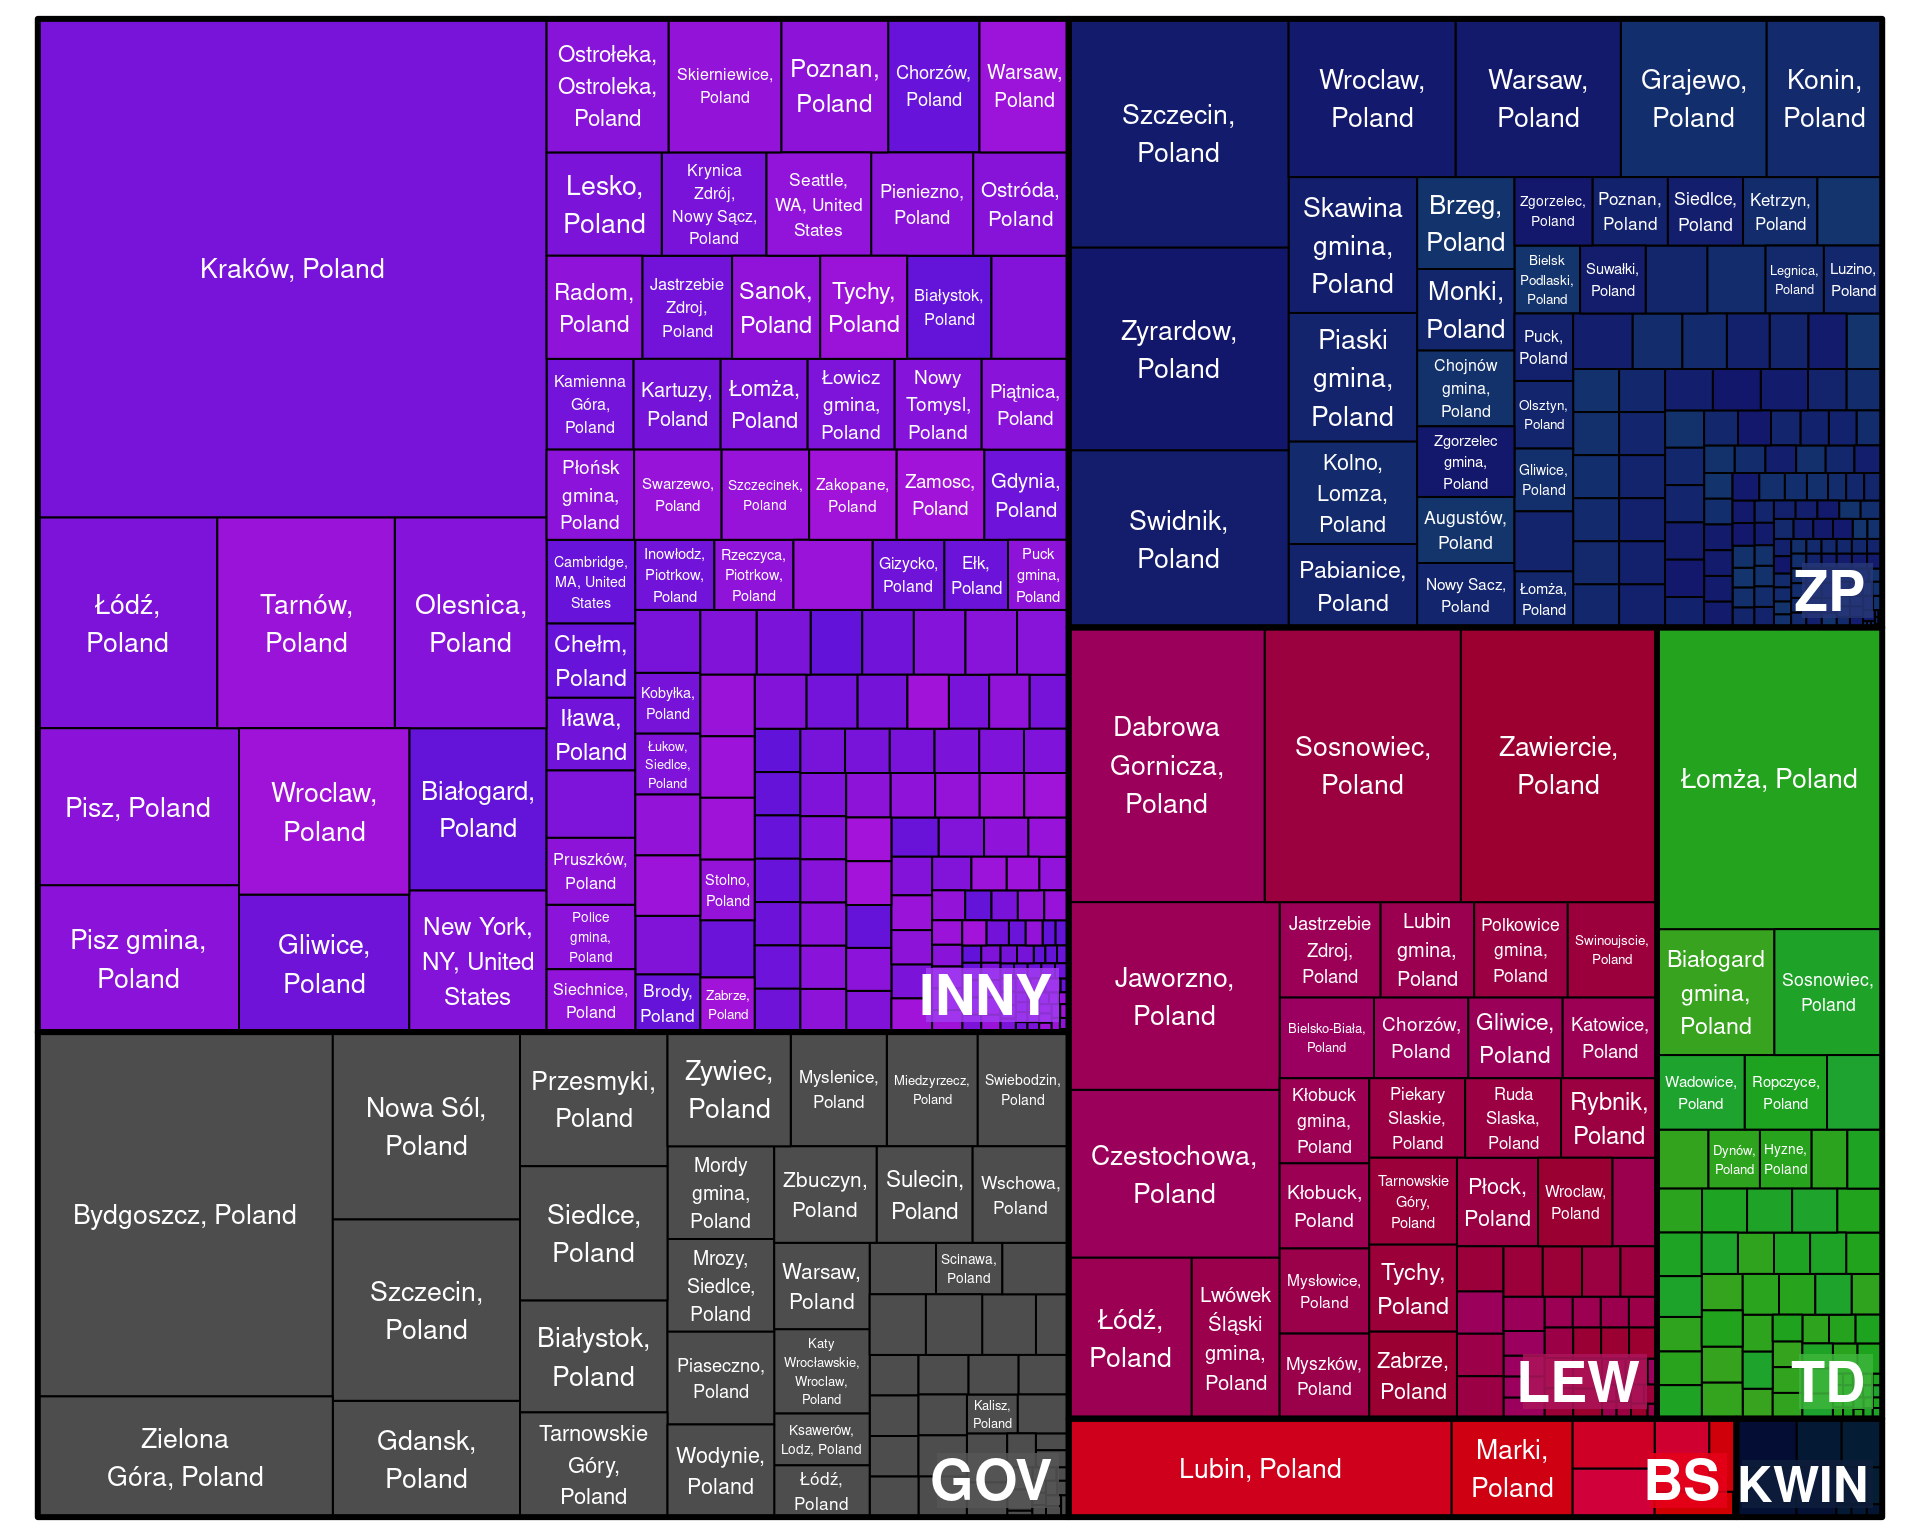 Kraków, Poland
Łódź,
Poland
Tarnów,
Poland
Olesnica,
Poland
Pisz, Poland
Wroclaw,
Poland
Białogard,
Poland
Pisz gmina,
Poland
Gliwice,
Poland
New York,
NY, United
States
Ostrołeka,
Ostroleka,
Poland
Skierniewice,
Poland
Poznan,
Poland
Chorzów,
Poland
Warsaw,
Poland
Lesko,
Poland
Krynica
Zdrój,
Nowy Sącz,
Poland
Seattle,
WA, United
States
Pieniezno,
Poland
Ostróda,
Poland
Radom,
Poland
Jastrzebie
Zdroj,
Poland
Sanok,
Poland
Tychy,
Poland
Białystok,
Poland
Kamienna
Góra,
Poland
Kartuzy,
Poland
Łomża,
Poland
Łowicz
gmina,
Poland
Nowy
Tomysl,
Poland
Piątnica,
Poland
Płońsk
gmina,
Poland
Swarzewo,
Poland
Szczecinek,
Poland
Zakopane,
Poland
Zamosc,
Poland
Gdynia,
Poland
Cambridge,
MA, United
States
Inowłodz,
Piotrkow,
Poland
Rzeczyca,
Piotrkow,
Poland
Gizycko,
Poland
Ełk,
Poland
Puck
gmina,
Poland
Chełm,
Poland
Iława,
Poland
Kobyłka,
Poland
Łukow,
Siedlce,
Poland
Pruszków,
Poland
Stolno,
Poland
Police
gmina,
Poland
Siechnice,
Poland
Brody,
Poland
Zabrze,
Poland
INNY
Szczecin,
Poland
Zyrardow,
Poland
Swidnik,
Poland
Wroclaw,
Poland
Warsaw,
Poland
Grajewo,
Poland
Konin,
Poland
Skawina
gmina,
Poland
Brzeg,
Poland
Zgorzelec,
Poland
Poznan,
Poland
Siedlce,
Poland
Ketrzyn,
Poland
Monki,
Poland
Bielsk
Podlaski,
Poland
Suwałki,
Poland
Legnica,
Poland
Luzino,
Poland
Piaski
gmina,
Poland
Chojnów
gmina,
Poland
Puck,
Poland
Olsztyn,
Poland
Kolno,
Lomza,
Poland
Zgorzelec
gmina,
Poland
Gliwice,
Poland
Augustów,
Poland
Pabianice,
Poland
Nowy Sacz,
Poland
Łomża,
Poland
ZP
Bydgoszcz, Poland
Zielona
Góra, Poland
Nowa Sól,
Poland
Szczecin,
Poland
Gdansk,
Poland
Przesmyki,
Poland
Siedlce,
Poland
Białystok,
Poland
Tarnowskie
Góry,
Poland
Zywiec,
Poland
Myslenice,
Poland
Miedzyrzecz,
Poland
Swiebodzin,
Poland
Mordy
gmina,
Poland
Zbuczyn,
Poland
Sulecin,
Poland
Wschowa,
Poland
Mrozy,
Siedlce,
Poland
Warsaw,
Poland
Scinawa,
Poland
Piaseczno,
Poland
Katy
Wrocławskie,
Wroclaw,
Poland
Kalisz,
Poland
Wodynie,
Poland
Ksawerów,
Lodz, Poland
Łódź,
Poland
GOV
Dabrowa
Gornicza,
Poland
Sosnowiec,
Poland
Zawiercie,
Poland
Jaworzno,
Poland
Czestochowa,
Poland
Łódź,
Poland
Lwówek
Śląski
gmina,
Poland
Jastrzebie
Zdroj,
Poland
Lubin
gmina,
Poland
Polkowice
gmina,
Poland
Swinoujscie,
Poland
Bielsko-Biała,
Poland
Chorzów,
Poland
Gliwice,
Poland
Katowice,
Poland
Kłobuck
gmina,
Poland
Piekary
Slaskie,
Poland
Ruda
Slaska,
Poland
Rybnik,
Poland
Kłobuck,
Poland
Tarnowskie
Góry,
Poland
Płock,
Poland
Wroclaw,
Poland
Mysłowice,
Poland
Tychy,
Poland
Myszków,
Poland
Zabrze,
Poland
LEW
Łomża, Poland
Białogard
gmina,
Poland
Sosnowiec,
Poland
Wadowice,
Poland
Ropczyce,
Poland
Dynów,
Poland
Hyzne,
Poland
TD
Lubin, Poland
Marki,
Poland
BS
KWIN